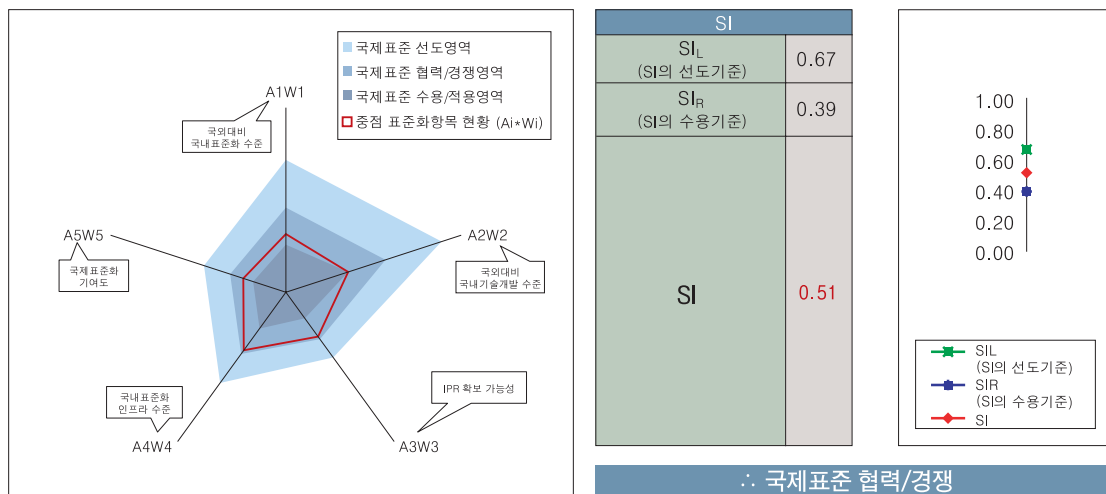 국제표준 선도영역
국제표준 협력/경쟁영역
국제표준 수용/적용영역
중점 표준화항목 현황 (Ai*Wi)
A1W1
국외대비
국내표준화 수준
A2W2
국외대비
국내기술개발 수준
A3W3
IPR 확보 가능성
A4W4
국내표준화
인프라 수준
A5W5
국제표준화
기여도
SI
SIL
(SI의 선도기준)
0.67
SIR
(SI의 수용기준)
0.39
SI
0.51
1.00
0.80
0.60
0.40
0.20
0.00
SIL
(SI의 선도기준)
SIR
(SI의 수용기준)
SI
∴ 국제표준 협력/경쟁